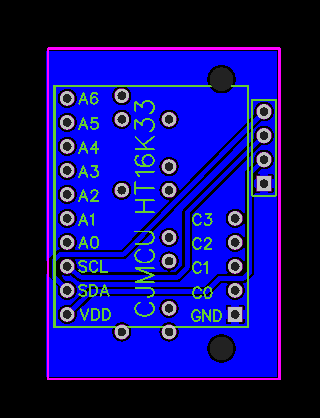 A6
A5
A4
A3
A2
A1
A0
SCL
SDA
VDD
CJMCU HT16K33
C3
C2
C1
C0
GND